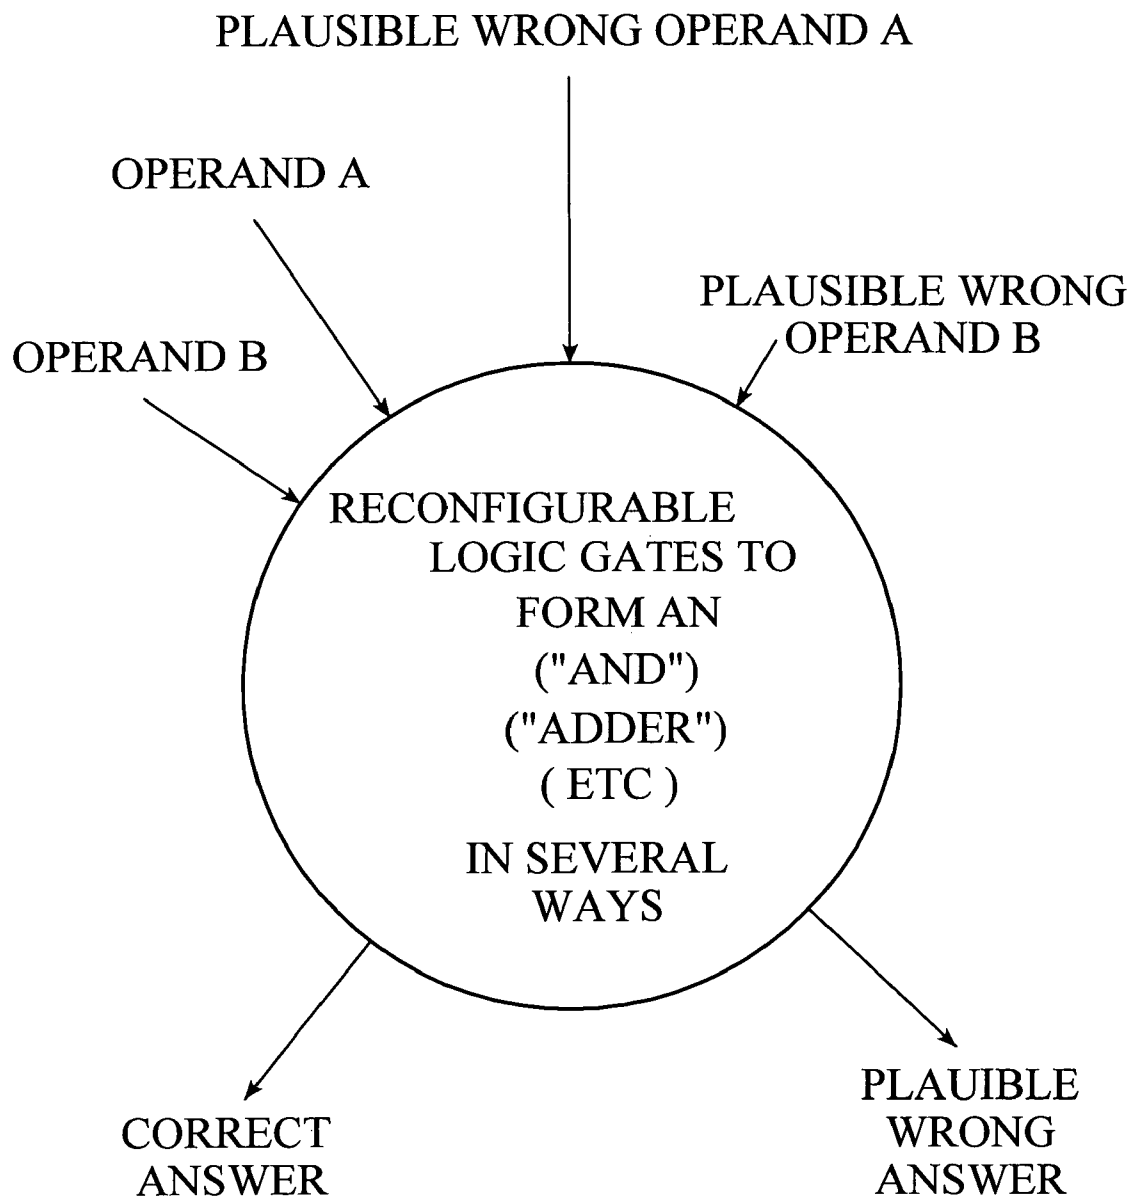 PLAUSIBLE WRONG OPERAND A
OPERAND A
PLAUSIBLE WRONG
OPERAND B
OPERAND B
RECONFIGURABLE
LOGIC GATES TO
FORM AN
("AND")
("ADDER")
( ETC )
IN SEVERAL
WAYS
CORRECT
ANSWER
PLAUIBLE
WRONG
ANSWER